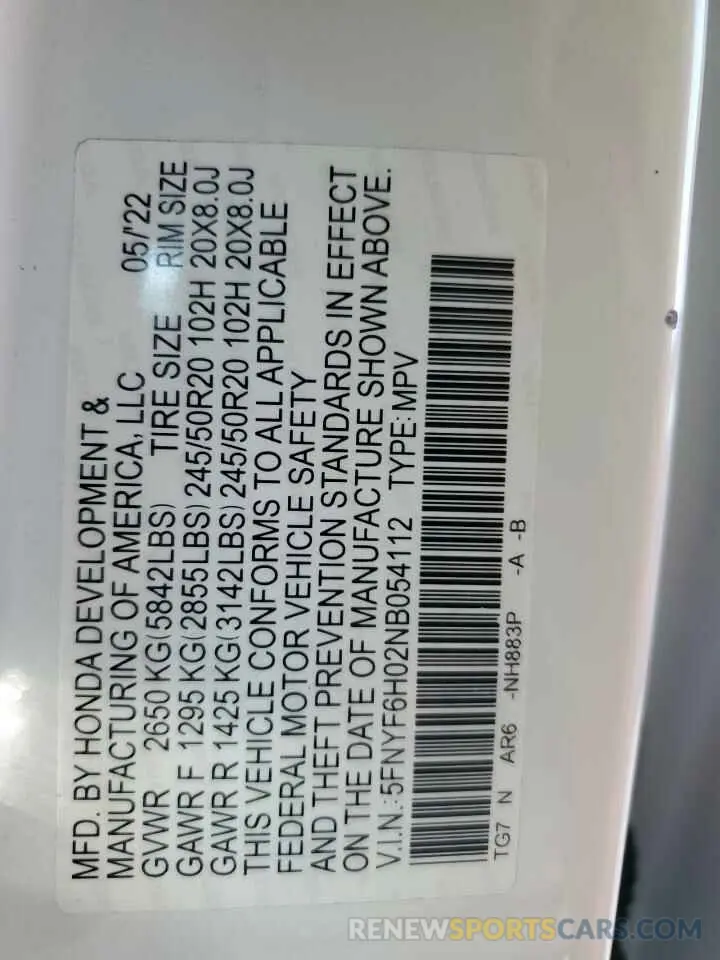 MFD. BY HONDA DEVELOPMENT &
MANUFACTURING OF AMERICA, LLC 05/'22
GVWR 2650 KG(5842LBS) TIRE SIZE RIM SIZE
GAWR F 1295 KG(2855LBS) 245/50R20 102H 20X8.0J
GAWR R 1425 KG(3142LBS) 245/50R20 102H 20X8.0J
THIS VEHICLE CONFORMS TO ALL APPLICABLE
FEDERAL MOTOR VEHICLE SAFETY
AND THEFT PREVENTION STANDARDS IN EFFECT
ON THE DATE OF MANUFACTURE SHOWN ABOVE.
V.I.N.:5FNYF6H02NB054112 TYPE:MPV
TG7 N AR6 -NH883P -A -B
RENEWSPORTSCARS.COM